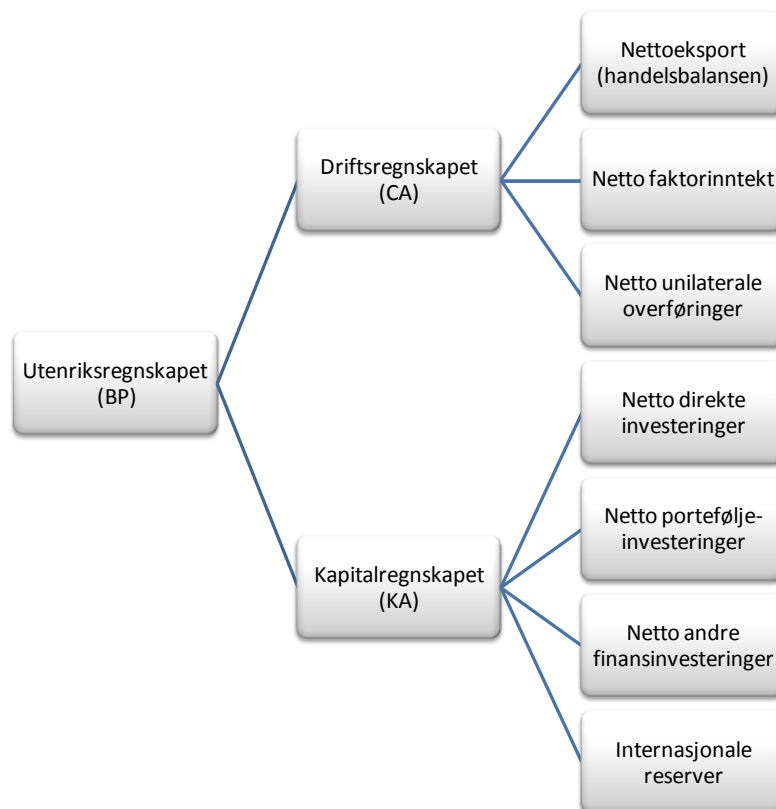 Nettoeksport
(handelsbalansen)
Driftsregnskapet
(CA)
Netto faktorinntekt
Netto unilaterale
overføringer
Utenriksregnskapet
(BP)
Netto direkte
investeringer
Netto portefølje-
investeringer
Kapitalregnskapet
(KA)
Netto andre
finansinvesteringer
Internasjonale
reserver